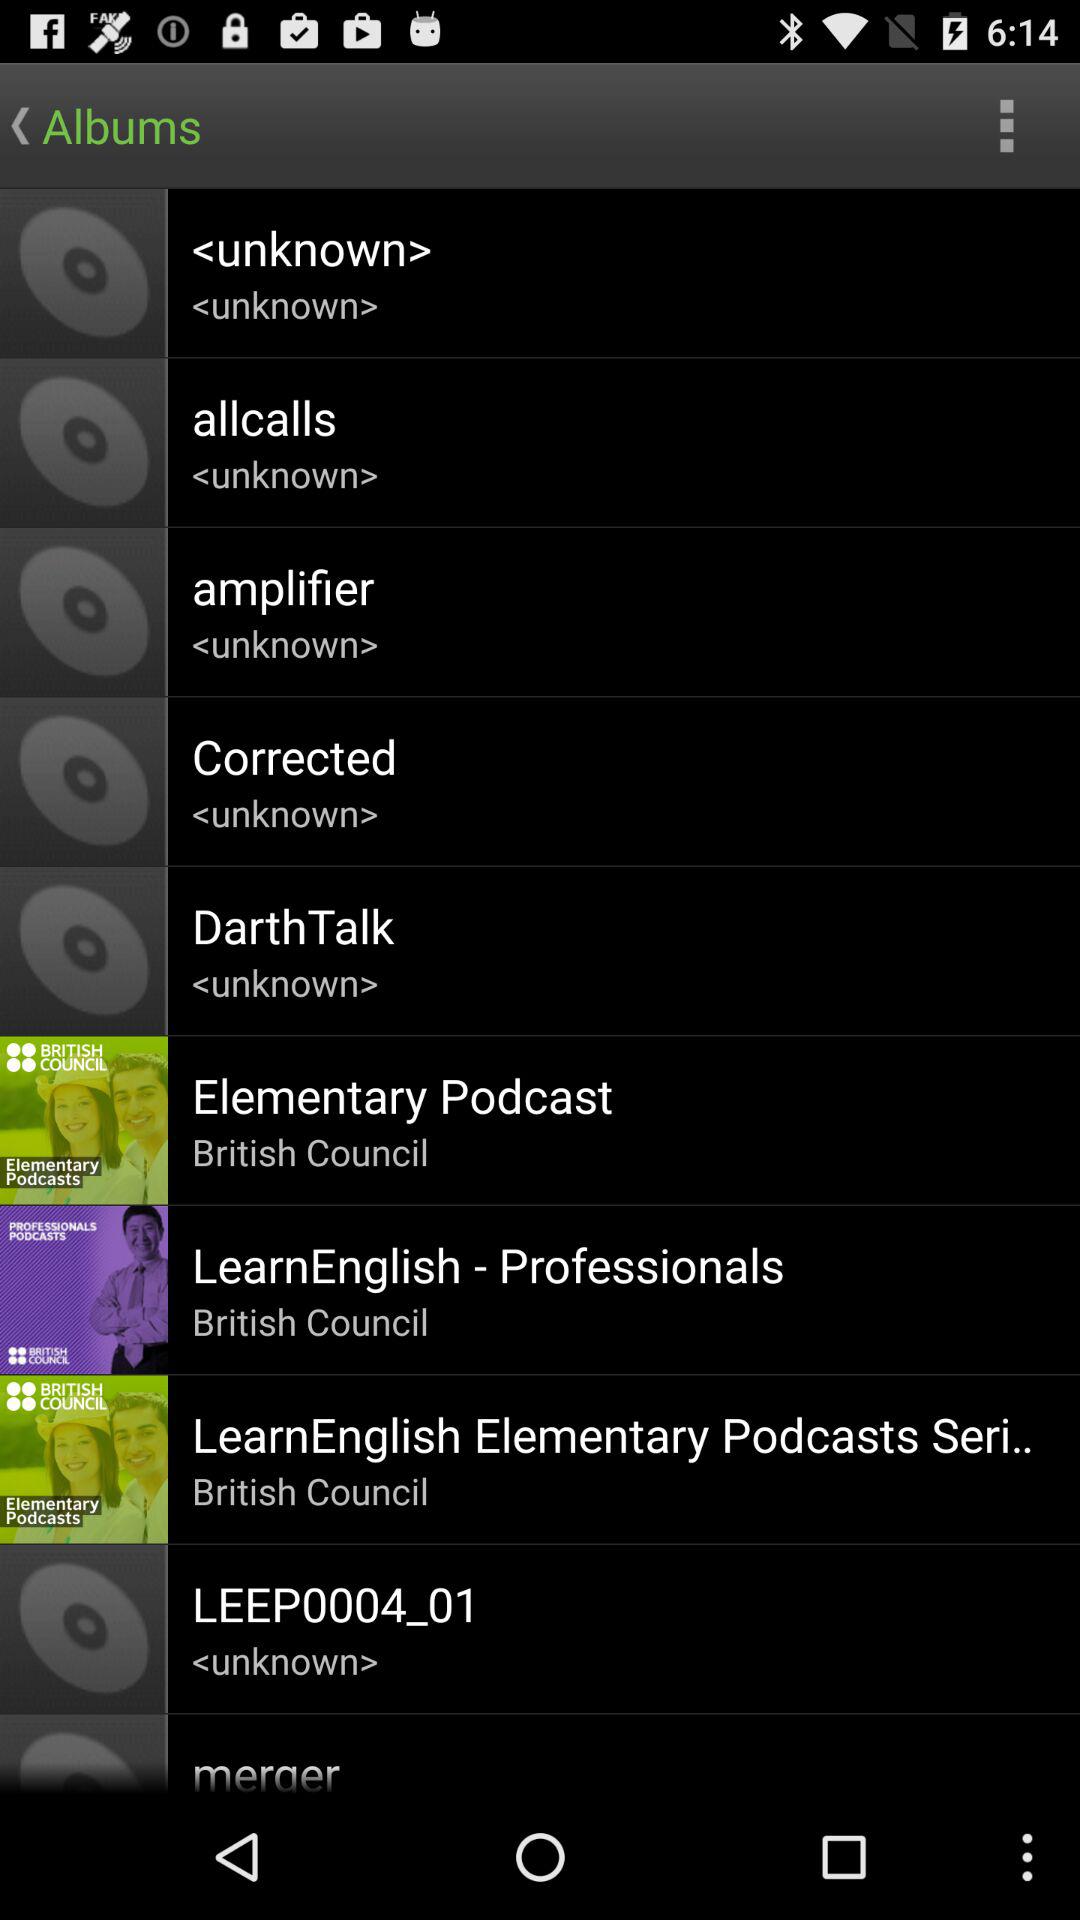 FAK
6:14
Albums
<unknown>
<unknown>
allcalls
<unknown>
amplifier
<unknown>
Corrected
<unknown>
DarthTalk
<unknown>
BRITISH
COUNCIL
Elementary
Podcasts
Elementary Podcast
British Council
PROFESSIONALS
PODCASTS
BRITISH
COUNCIL
LearnEnglish - Professionals
British Council
BRITISH
COUNCIL
Elementary
Podcasts
LearnEnglish Elementary Podcasts Seri..
British Council
LEEP0004_01
<unknown>
merger